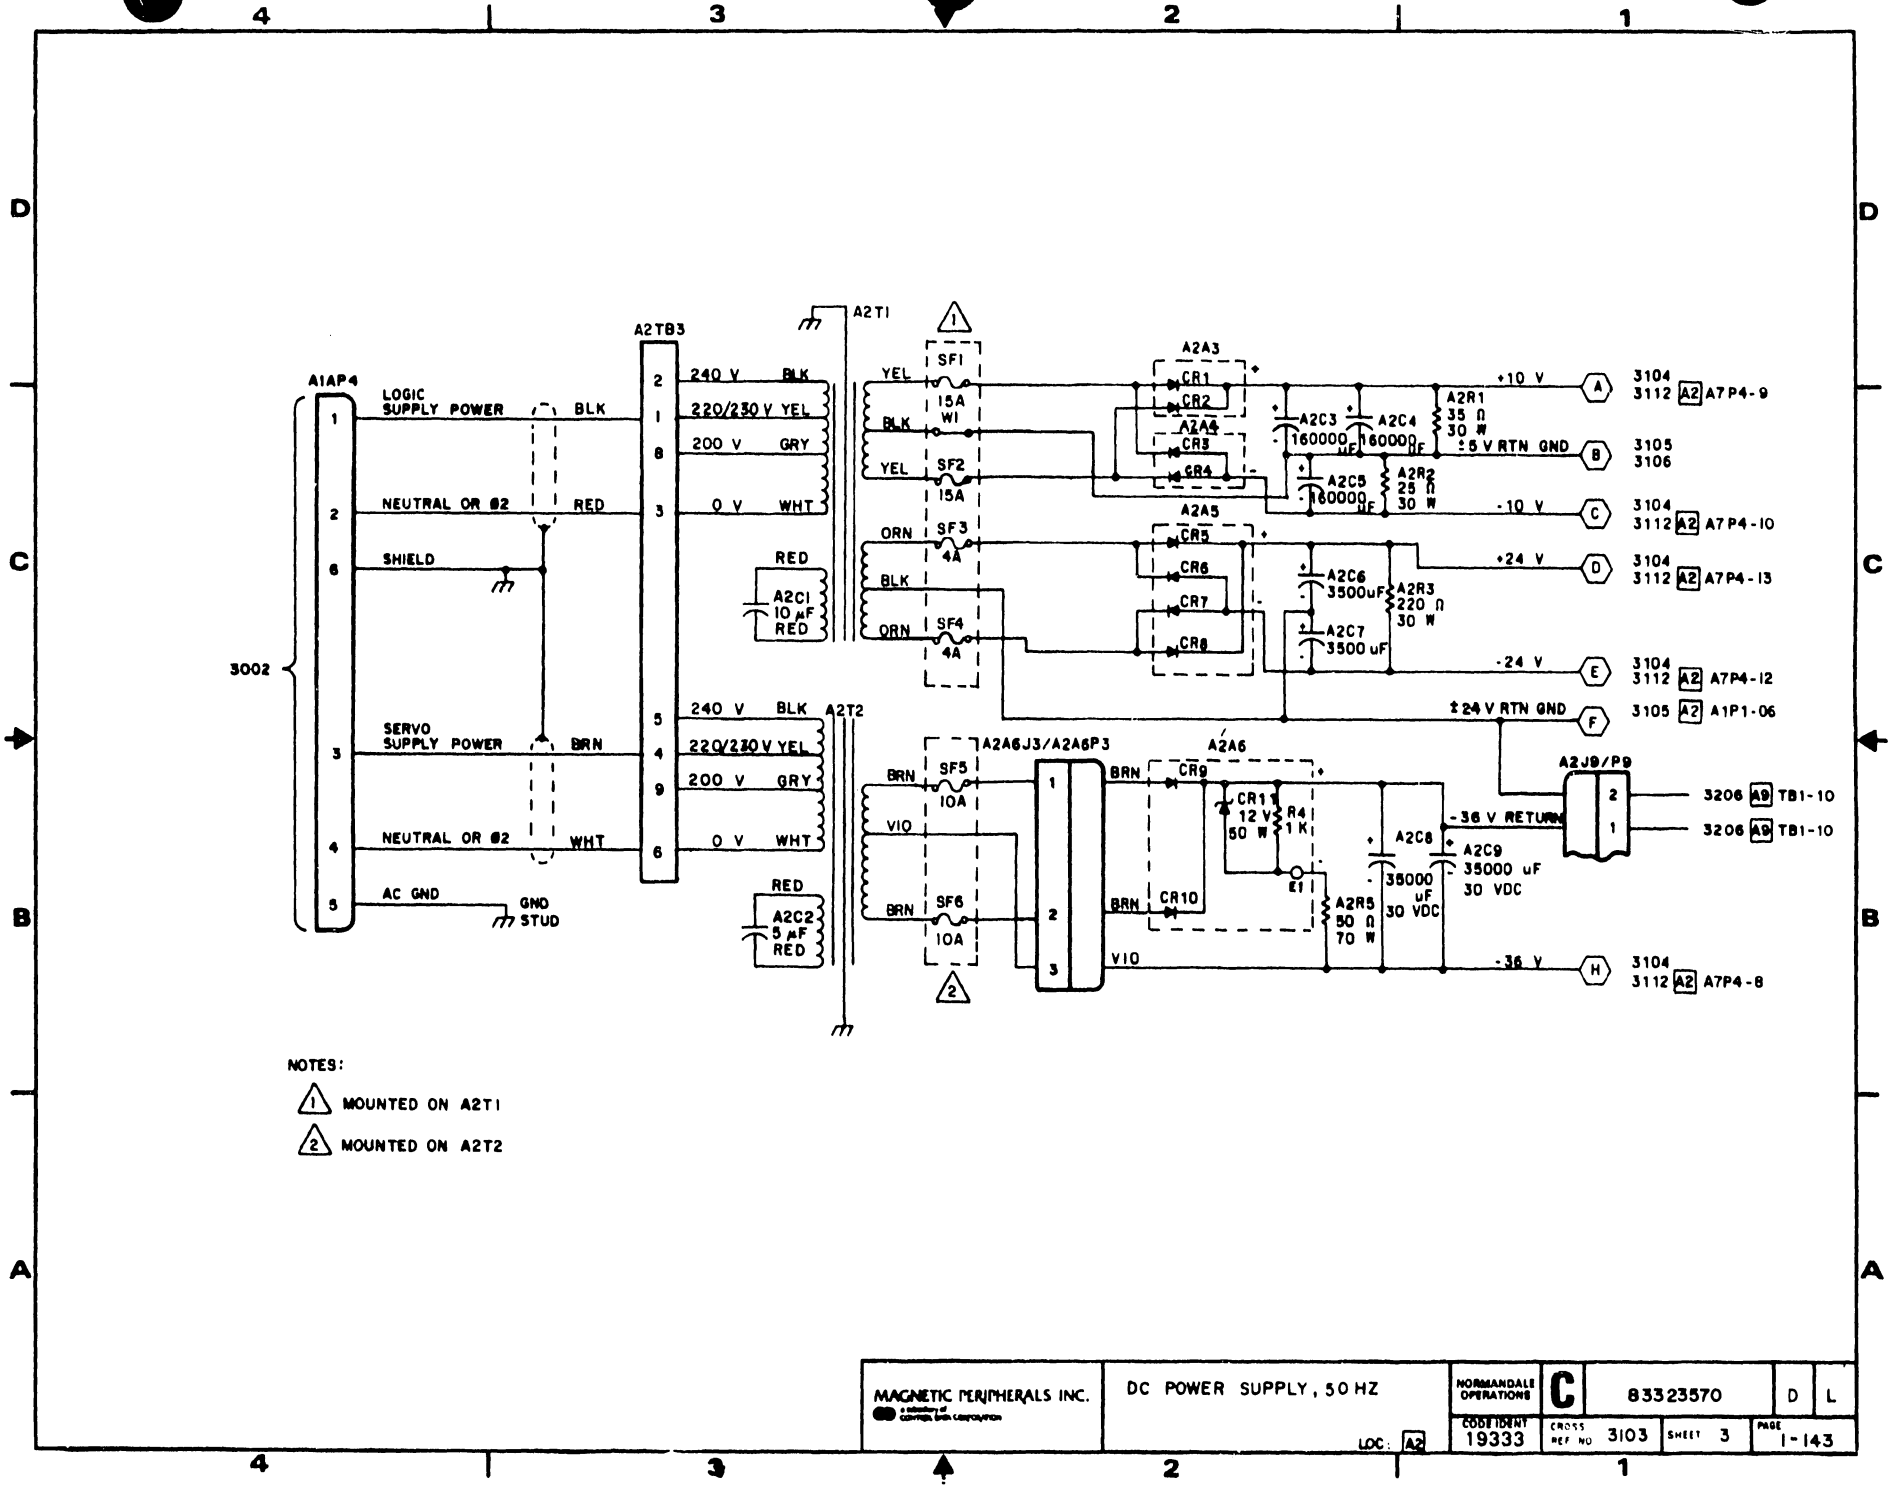 4 3 2 1
D D
C C
B B
A A
A2T1
1
A2TB3
A1AP4
LOGIC
SUPPLY POWER
BLK
1
NEUTRAL OR Ø2
RED
2
SHIELD
6
3002
SERVO
SUPPLY POWER
BRN
3
NEUTRAL OR Ø2
WHT
4
AC GND
5
GND
STUD
2 240 V BLK
1 220/230 V YEL
8 200 V GRY
3 0 V WHT
RED
A2C1
10 µF
RED
5 240 V BLK
4 220/230 V YEL
9 200 V GRY
6 0 V WHT
A2T2
RED
A2C2
5 µF
RED
YEL
SF1
15A
W1
BLK
YEL
SF2
15A
ORN
SF3
4A
BLK
ORN
SF4
4A
BRN
SF5
10A
VIO
BRN
SF6
10A
2
A2A6J3/A2A6P3
1
2
3
BRN
BRN
VIO
A2A3
CR1
CR2
+
A2A4
CR3
CR4
-
A2A5
CR5
CR6
CR7
CR8
+
-
A2A6
CR9
CR11
12 V
50 W
R4
1 K
E1
CR10
+
-
A2C3
160000
uF
A2C4
160000
uF
A2R1
35 Ω
30 W
A2C5
160000
uF
A2R2
25 Ω
30 W
A2C6
3500uF
A2C7
3500 uF
A2R3
220 Ω
30 W
A2R5
50 Ω
70 W
A2C8
35000
uF
30 VDC
A2C9
35000 uF
30 VDC
+10 V A 3104
3112 A2 A7P4-9
±5 V RTN GND B 3105
3106
-10 V C 3104
3112 A2 A7P4-10
+24 V D 3104
3112 A2 A7P4-13
-24 V E 3104
3112 A2 A7P4-12
±24 V RTN GND F 3105 A2 A1P1-06
A2J9/P9
2 3206 A9 TB1-10
-36 V RETURN 1 3206 A9 TB1-10
-36 V H 3104
3112 A2 A7P4-8
NOTES:
1 MOUNTED ON A2T1
2 MOUNTED ON A2T2
MAGNETIC PERIPHERALS INC.
a subsidiary of
CONTROL DATA CORPORATION
DC POWER SUPPLY, 50 HZ
LOC: A2
NORMANDALE
OPERATIONS
C 83323570 D L
CODE IDENT
19333
CROSS
REF NO 3103
SHEET 3
PAGE
1-143
4 3 2 1